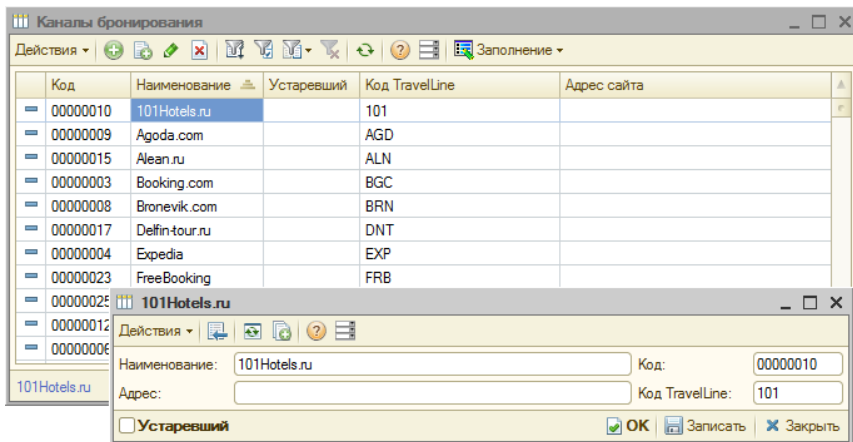 Каналы бронирования
Действия Заполнение
Код Наименование Устаревший Код TravelLine Адрес сайта
00000010 101Hotels.ru 101
00000009 Agoda.com AGD
00000015 Alean.ru ALN
00000003 Booking.com BGC
00000008 Bronevik.com BRN
00000017 Delfin-tour.ru DNT
00000004 Expedia EXP
00000023 FreeBooking FRB
00000025
00000012
00000006
101Hotels.ru
101Hotels.ru
Действия
Наименование: 101Hotels.ru Код: 00000010
Адрес: Код TravelLine: 101
Устаревший OK Записать Закрыть